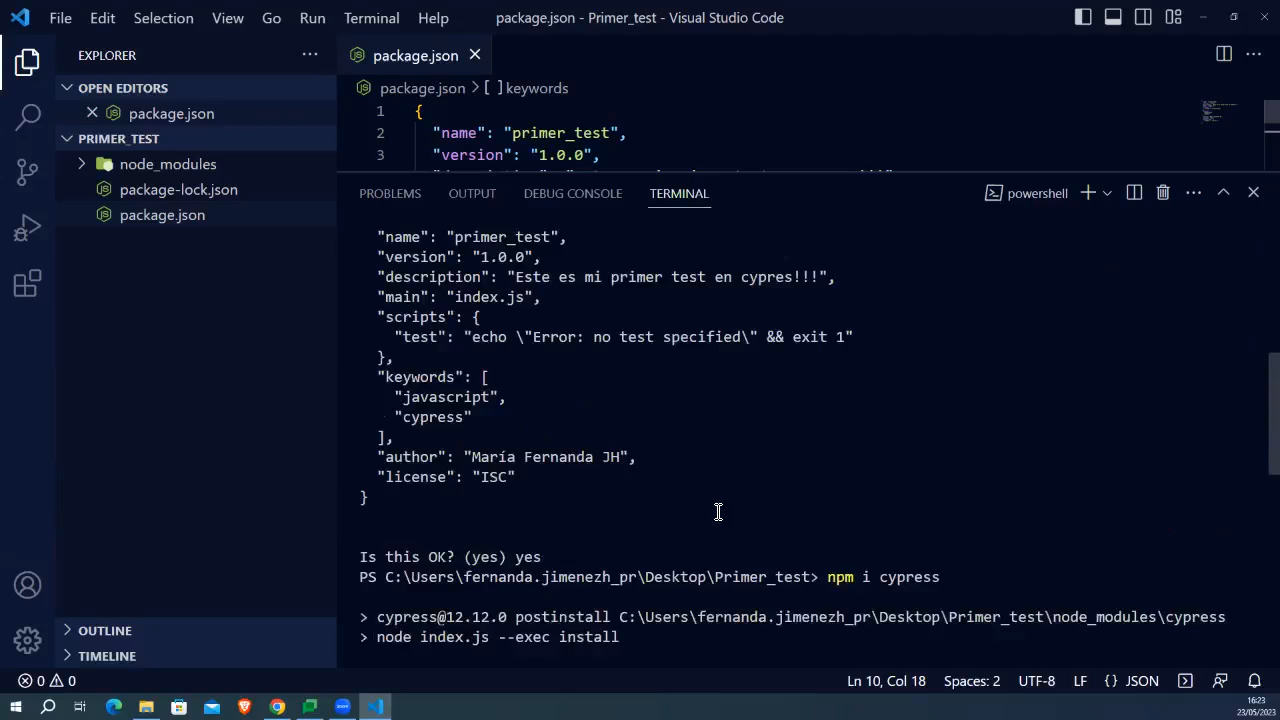 File Edit Selection View Go Run Terminal Help
package.json - Primer_test - Visual Studio Code
EXPLORER
OPEN EDITORS
package.json
PRIMER_TEST
node_modules
package-lock.json
package.json
OUTLINE
TIMELINE
package.json
package.json > [ ] keywords
1 {
2 "name": "primer_test",
3 "version": "1.0.0",
PROBLEMS OUTPUT DEBUG CONSOLE TERMINAL
powershell
"name": "primer_test",
"version": "1.0.0",
"description": "Este es mi primer test en cypres!!!",
"main": "index.js",
"scripts": {
"test": "echo \"Error: no test specified\" && exit 1"
},
"keywords": [
"javascript",
"cypress"
],
"author": "María Fernanda JH",
"license": "ISC"
}
Is this OK? (yes) yes
PS C:\Users\fernanda.jimenezh_pr\Desktop\Primer_test> npm i cypress
> cypress@12.12.0 postinstall C:\Users\fernanda.jimenezh_pr\Desktop\Primer_test\node_modules\cypress
> node index.js --exec install
0 0
Ln 10, Col 18 Spaces: 2 UTF-8 LF {} JSON
16:23
23/05/2023